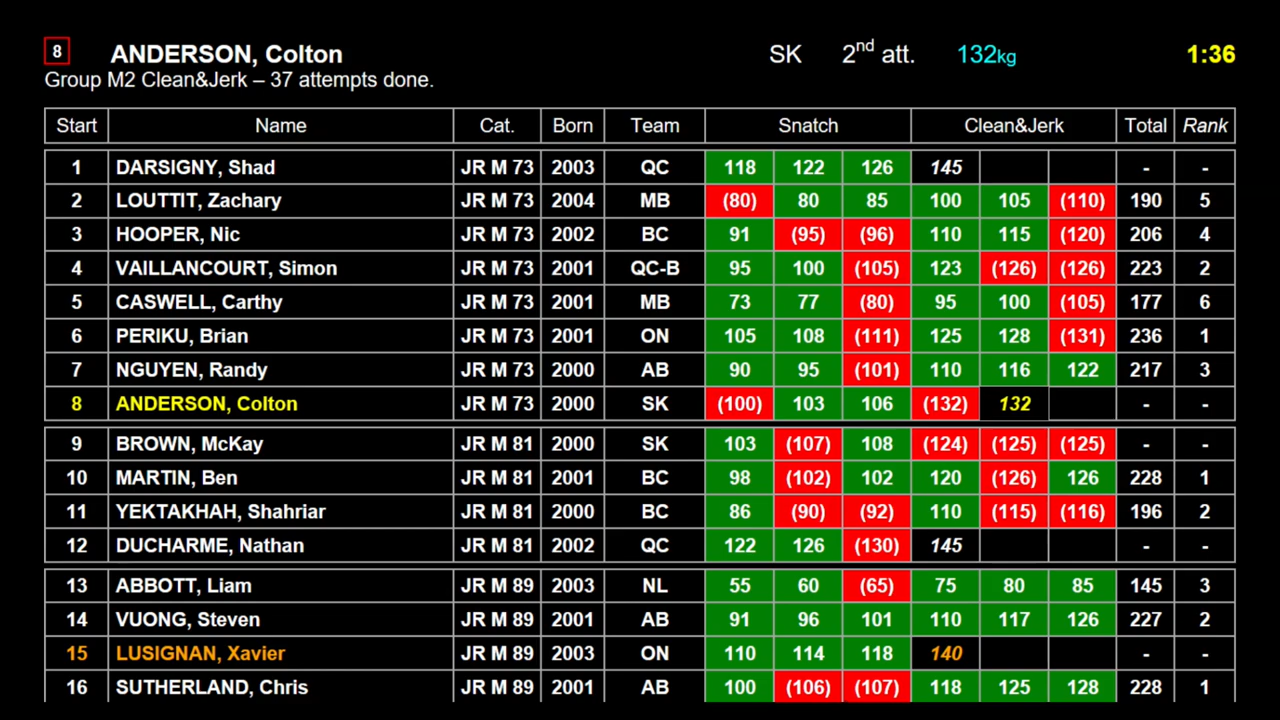 8 ANDERSON, Colton SK 2nd att. 132kg 1:36
Group M2 Clean&Jerk – 37 attempts done.
Start Name Cat. Born Team Snatch Clean&Jerk Total Rank
1 DARSIGNY, Shad JR M 73 2003 QC 118 122 126 145 - -
2 LOUTTIT, Zachary JR M 73 2004 MB (80) 80 85 100 105 (110) 190 5
3 HOOPER, Nic JR M 73 2002 BC 91 (95) (96) 110 115 (120) 206 4
4 VAILLANCOURT, Simon JR M 73 2001 QC-B 95 100 (105) 123 (126) (126) 223 2
5 CASWELL, Carthy JR M 73 2001 MB 73 77 (80) 95 100 (105) 177 6
6 PERIKU, Brian JR M 73 2001 ON 105 108 (111) 125 128 (131) 236 1
7 NGUYEN, Randy JR M 73 2000 AB 90 95 (101) 110 116 122 217 3
8 ANDERSON, Colton JR M 73 2000 SK (100) 103 106 (132) 132 - -
9 BROWN, McKay JR M 81 2000 SK 103 (107) 108 (124) (125) (125) - -
10 MARTIN, Ben JR M 81 2001 BC 98 (102) 102 120 (126) 126 228 1
11 YEKTAKHAH, Shahriar JR M 81 2000 BC 86 (90) (92) 110 (115) (116) 196 2
12 DUCHARME, Nathan JR M 81 2002 QC 122 126 (130) 145 - -
13 ABBOTT, Liam JR M 89 2003 NL 55 60 (65) 75 80 85 145 3
14 VUONG, Steven JR M 89 2001 AB 91 96 101 110 117 126 227 2
15 LUSIGNAN, Xavier JR M 89 2003 ON 110 114 118 140 - -
16 SUTHERLAND, Chris JR M 89 2001 AB 100 (106) (107) 118 125 128 228 1